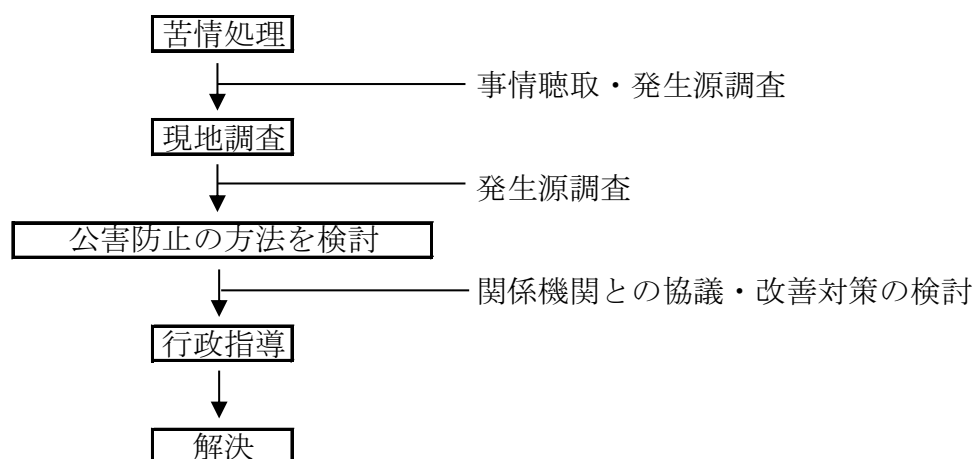 苦情処理
事情聴取・発生源調査
現地調査
発生源調査
公害防止の方法を検討
関係機関との協議・改善対策の検討
行政指導
解決